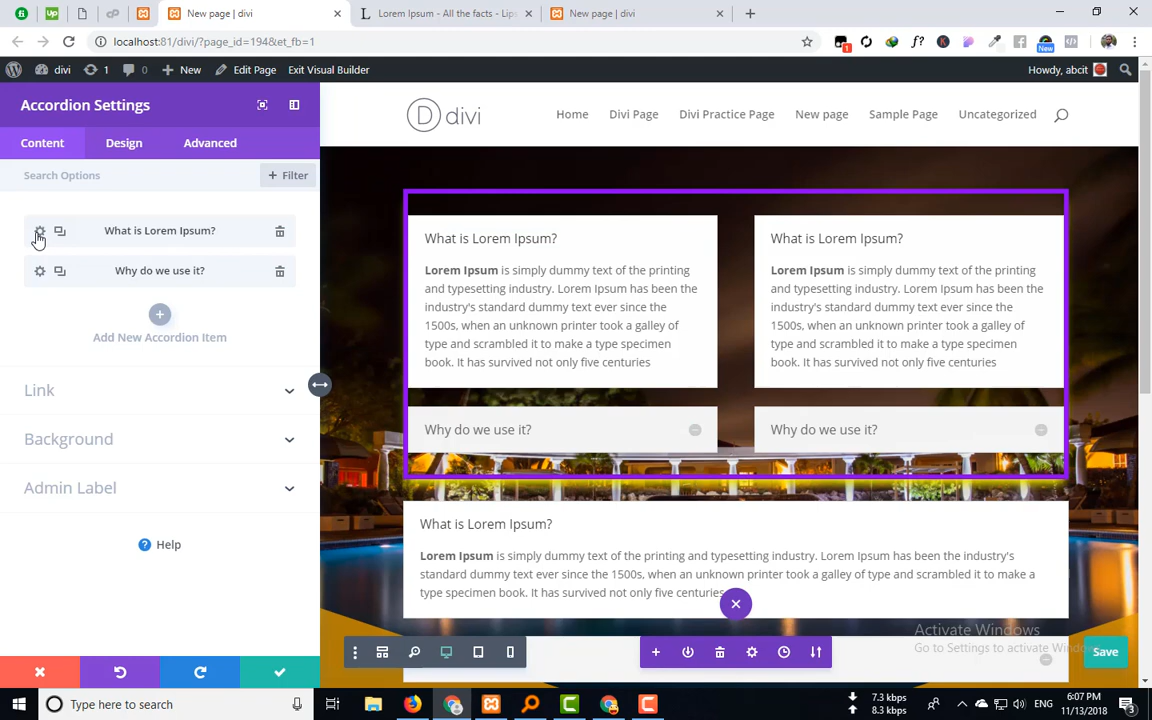 New page | divi
Lorem Ipsum - All the facts - Lips
New page | divi
localhost:81/divi/?page_id=194&et_fb=1
New
divi
1
0
New
Edit Page
Exit Visual Builder
Howdy, abcit
Accordion Settings
Content
Design
Advanced
Search Options
+ Filter
What is Lorem Ipsum?
Why do we use it?
Add New Accordion Item
Link
Background
Admin Label
Help
D divi
Home
Divi Page
Divi Practice Page
New page
Sample Page
Uncategorized
What is Lorem Ipsum?
Lorem Ipsum is simply dummy text of the printing
and typesetting industry. Lorem Ipsum has been the
industry's standard dummy text ever since the
1500s, when an unknown printer took a galley of
type and scrambled it to make a type specimen
book. It has survived not only five centuries
Why do we use it?
What is Lorem Ipsum?
Lorem Ipsum is simply dummy text of the printing
and typesetting industry. Lorem Ipsum has been the
industry's standard dummy text ever since the
1500s, when an unknown printer took a galley of
type and scrambled it to make a type specimen
book. It has survived not only five centuries
Why do we use it?
What is Lorem Ipsum?
Lorem Ipsum is simply dummy text of the printing and typesetting industry. Lorem Ipsum has been the industry's
standard dummy text ever since the 1500s, when an unknown printer took a galley of type and scrambled it to make a
type specimen book. It has survived not only five centuries
Activate Windows
Go to Settings to activate Windows
Save
Type here to search
7.3 kbps
8.3 kbps
ENG
6:07 PM
11/13/2018
3